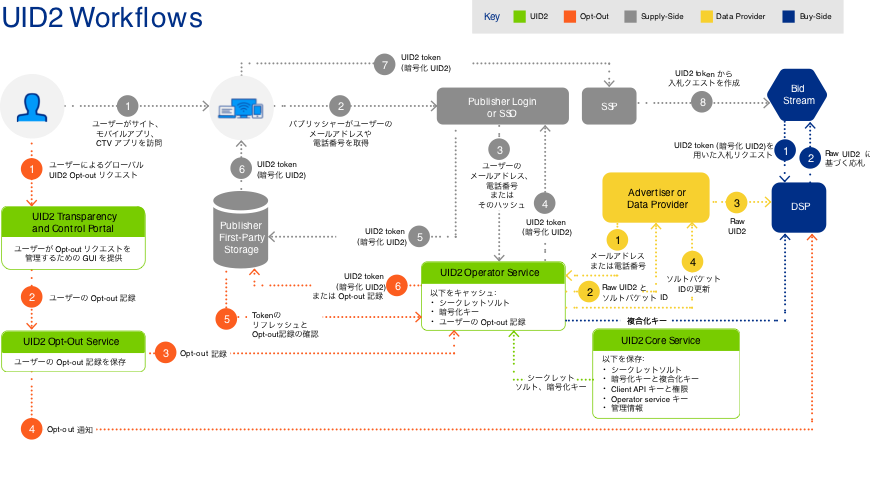 UID2 Workflows
Key
UID2
Opt-Out
Supply-Side
Data Provider
Buy-Side
7
UID2 token
(暗号化 UID2)
1
ユーザーがサイト、
モバイルアプリ、
CTV アプリを訪問
2
パブリッシャーがユーザーの
メールアドレスや
電話番号を取得
Publisher Login
or SSO
SSP
UID2 token から
入札クエストを作成
8
Bid
Stream
1
ユーザーによるグローバル
UID2 Opt-out リクエスト
6
UID2 token
(暗号化 UID2)
3
ユーザーの
メールアドレス、
電話番号
または
そのハッシュ
4
UID2 token
(暗号化 UID2)
UID2 token (暗号化 UID2)を
用いた入札リクエスト
1
2
Raw UID2 に
基づく応札
UID2 Transparency
and Control Portal
ユーザーが Opt-out リクエストを
管理するための GUI を提供
Publisher
First-Party
Storage
UID2 token
(暗号化 UID2)
5
Advertiser or
Data Provider
3
Raw
UID2
DSP
1
メールアドレス
または電話番号
4
ソルトバケット
IDの更新
2
Raw UID2 と
ソルトバケット ID
2
ユーザーの Opt-out 記録
UID2 token
(暗号化 UID2)
または Opt-out 記録
6
5
Tokenの
リフレッシュと
Opt-out記録の確認
UID2 Operator Service
以下をキャッシュ:
・ シークレットソルト
・ 暗号化キー
・ ユーザーの Opt-out 記録
複合化キー
UID2 Opt-Out Service
ユーザーの Opt-out 記録を保存
3
Opt-out 記録
UID2 Core Service
以下を保存:
・ シークレットソルト
・ 暗号化キーと複合化キー
・ Client API キーと権限
・ Operator service キー
・ 管理情報
シークレット
ソルト、暗号化キー
4
Opt-out 通知